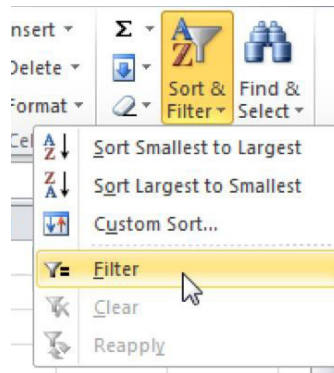 nsert
Delete
Format
Cel
Σ
A
Z
Sort & Filter
Find & Select
A
Z
Sort Smallest to Largest
Z
A
Sort Largest to Smallest
Custom Sort...
Filter
Clear
Reapply